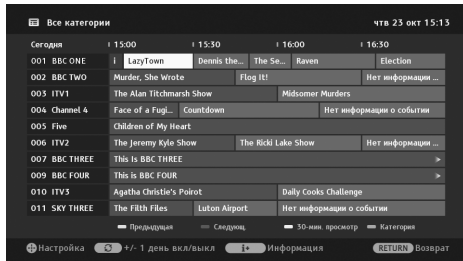 Все категории чтв 23 окт 15:13
Сегодня 15:00 15:30 16:00 16:30
001 BBC ONE i LazyTown Dennis the... The Se... Raven Election
002 BBC TWO Murder, She Wrote Flog It! Нет информации ...
003 ITV1 The Alan Titchmarsh Show Midsomer Murders
004 Channel 4 Face of a Fugi... Countdown Нет информации о событии
005 Five Children of My Heart
006 ITV2 The Jeremy Kyle Show The Ricki Lake Show Нет информации ...
007 BBC THREE This Is BBC THREE
009 BBC FOUR This is BBC FOUR
010 ITV3 Agatha Christie's Poirot Daily Cooks Challenge
011 SKY THREE The Filth Files Luton Airport Нет информации о событии
Предыдущая Следующ. 30-мин. просмотр Категория
Настройка +/- 1 день вкл/выкл i+ Информация RETURN Возврат